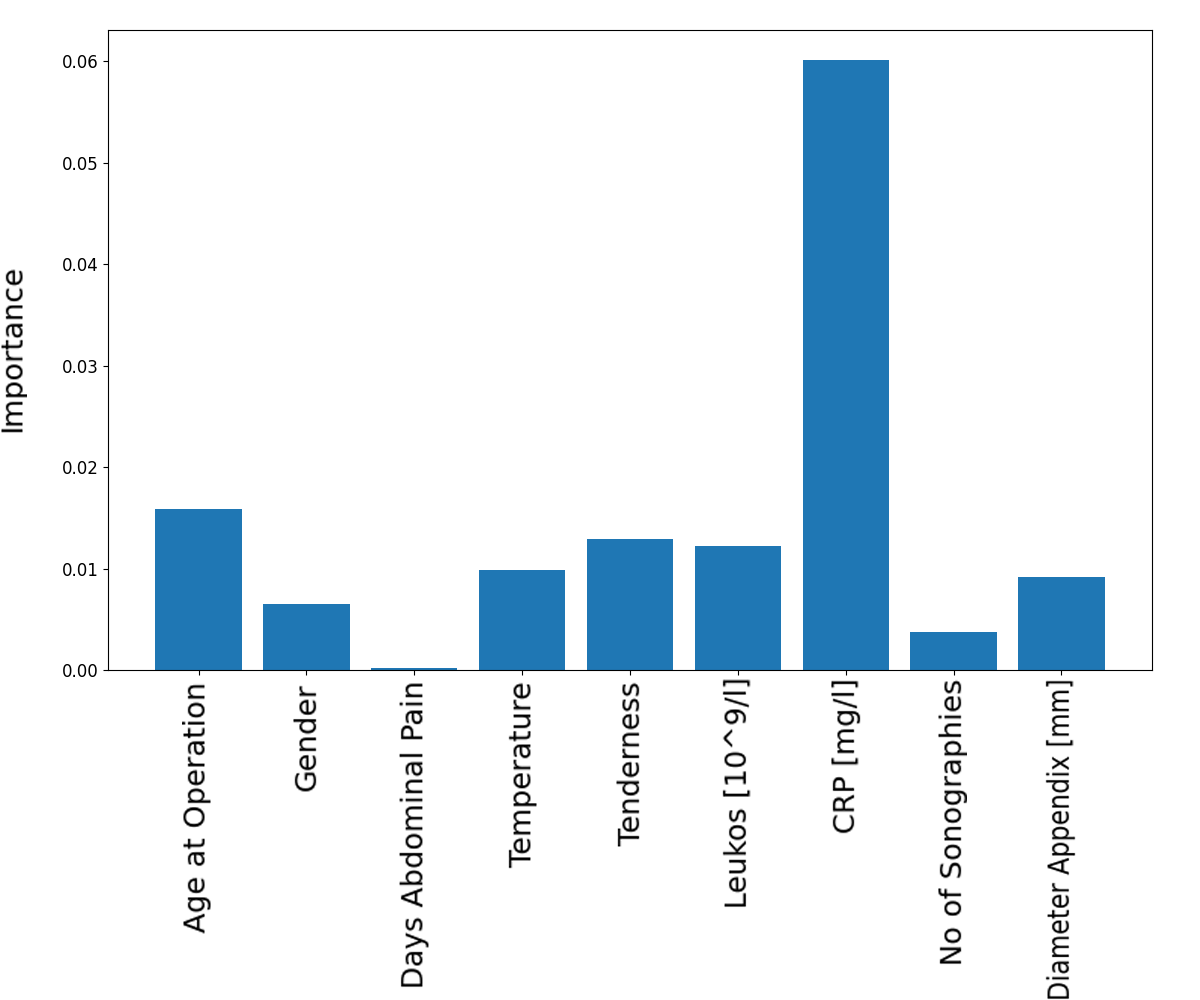 Importance
0.06
0.05
0.04
0.03
0.02
0.01
0.00
Age at Operation
Gender
Days Abdominal Pain
Temperature
Tenderness
Leukos [10^9/l]
CRP [mg/l]
No of Sonographies
Diameter Appendix [mm]